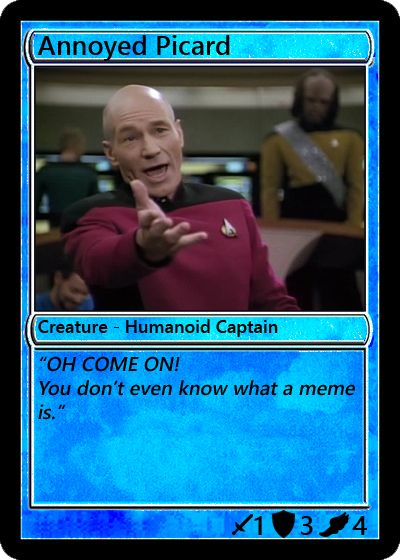 Annoyed Picard
Creature - Humanoid Captain
“OH COME ON!
You don't even know what a meme
is.”
1 3 4